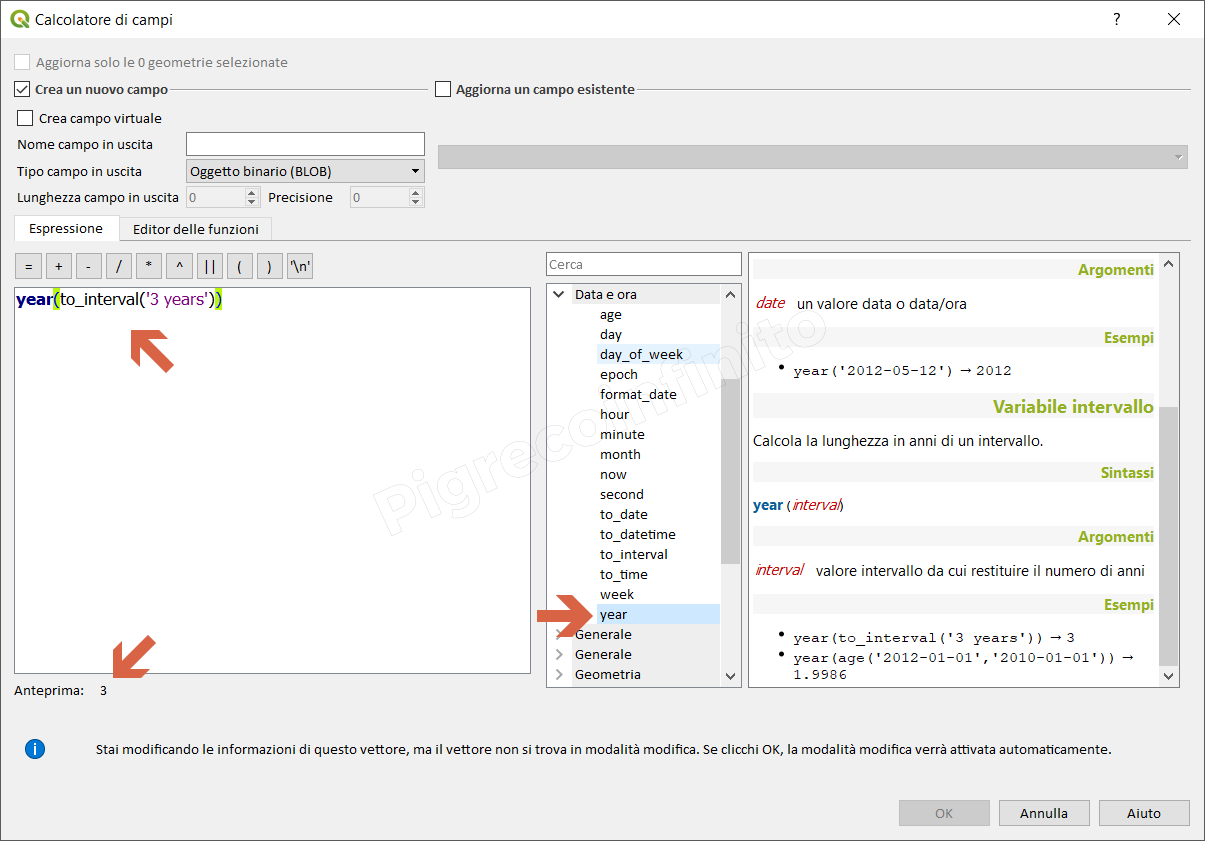 Calcolatore di campi
?
Aggiorna solo le 0 geometrie selezionate
Crea un nuovo campo
Aggiorna un campo esistente
Crea campo virtuale
Nome campo in uscita
Tipo campo in uscita
Oggetto binario (BLOB)
Lunghezza campo in uscita
0
Precisione
0
Espressione
Editor delle funzioni
= + - / * ^ || ( ) '\n'
year(to_interval('3 years'))
Anteprima: 3
Cerca
Data e ora
age
day
day_of_week
epoch
format_date
hour
minute
month
now
second
to_date
to_datetime
to_interval
to_time
week
year
Generale
Generale
Geometria
Argomenti
date un valore data o data/ora
Esempi
• year('2012-05-12') → 2012
Variabile intervallo
Calcola la lunghezza in anni di un intervallo.
Sintassi
year (interval)
Argomenti
interval valore intervallo da cui restituire il numero di anni
Esempi
• year(to_interval('3 years')) → 3
• year(age('2012-01-01','2010-01-01')) →
1.9986
Pigrecoinfinito
Stai modificando le informazioni di questo vettore, ma il vettore non si trova in modalità modifica. Se clicchi OK, la modalità modifica verrà attivata automaticamente.
OK
Annulla
Aiuto